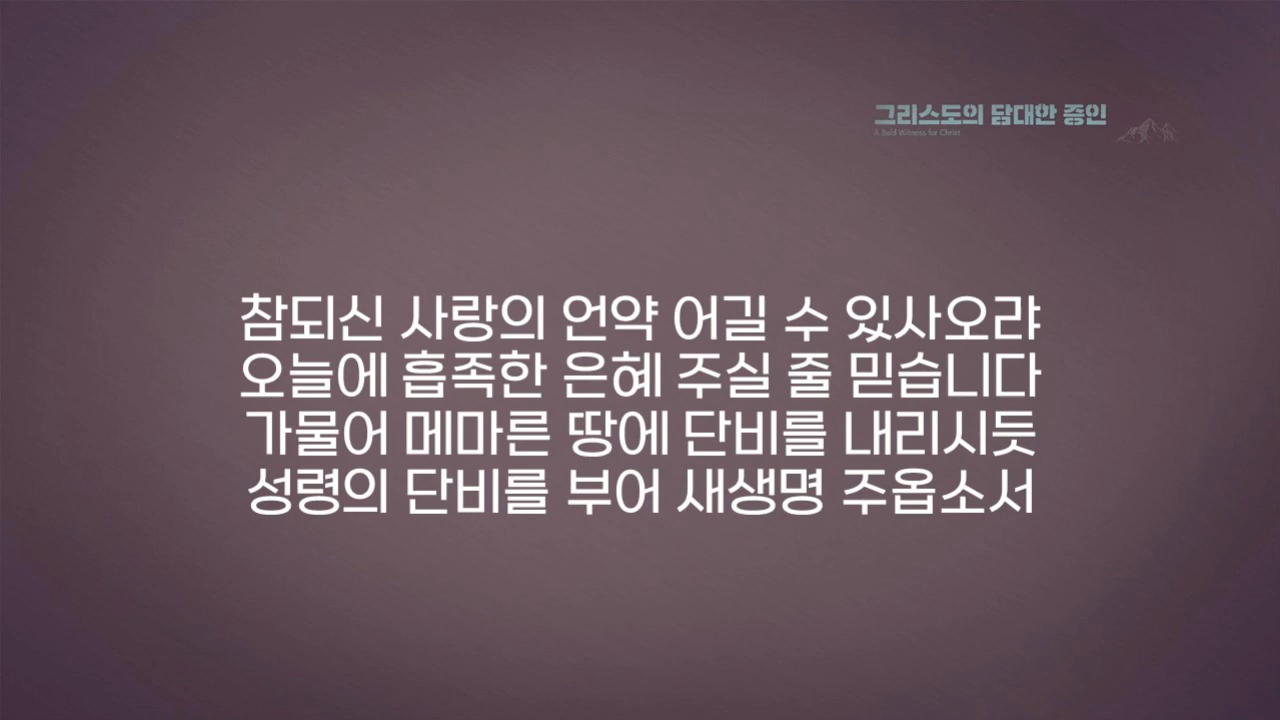 그리스도의 담대한 증인
A Bold Witness for Christ
참되신 사랑의 언약 어길 수 있사오랴
오늘에 흡족한 은혜 주실 줄 믿습니다
가물어 메마른 땅에 단비를 내리시듯
성령의 단비를 부어 새생명 주옵소서